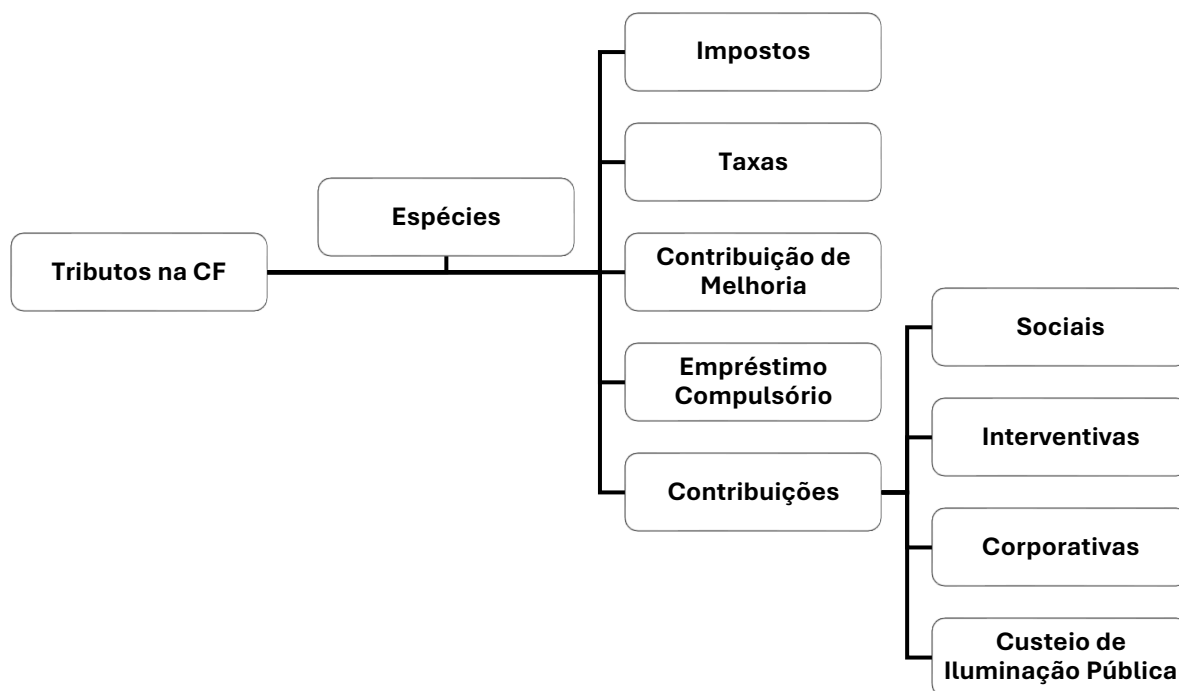 Tributos na CF
Espécies
Impostos
Taxas
Contribuição de
Melhoria
Empréstimo
Compulsório
Contribuições
Sociais
Interventivas
Corporativas
Custeio de
Iluminação Pública